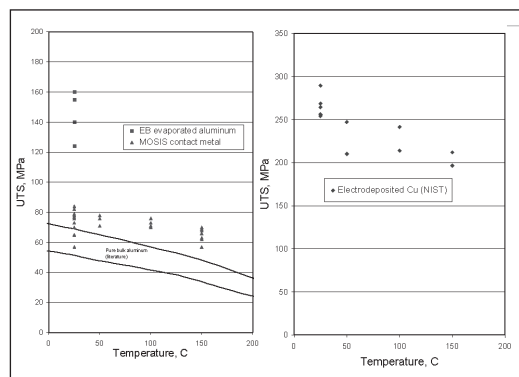 200
180
160
140
120
100
80
60
40
20
0
UTS, MPa
EB evaporated aluminum
MOSIS contact metal
Pure bulk aluminum
(literature)
0 50 100 150 200
Temperature, C
350
300
250
200
150
100
50
0
UTS, MPa
Electrodeposited Cu (NIST)
0 50 100 150 200
Temperature, C